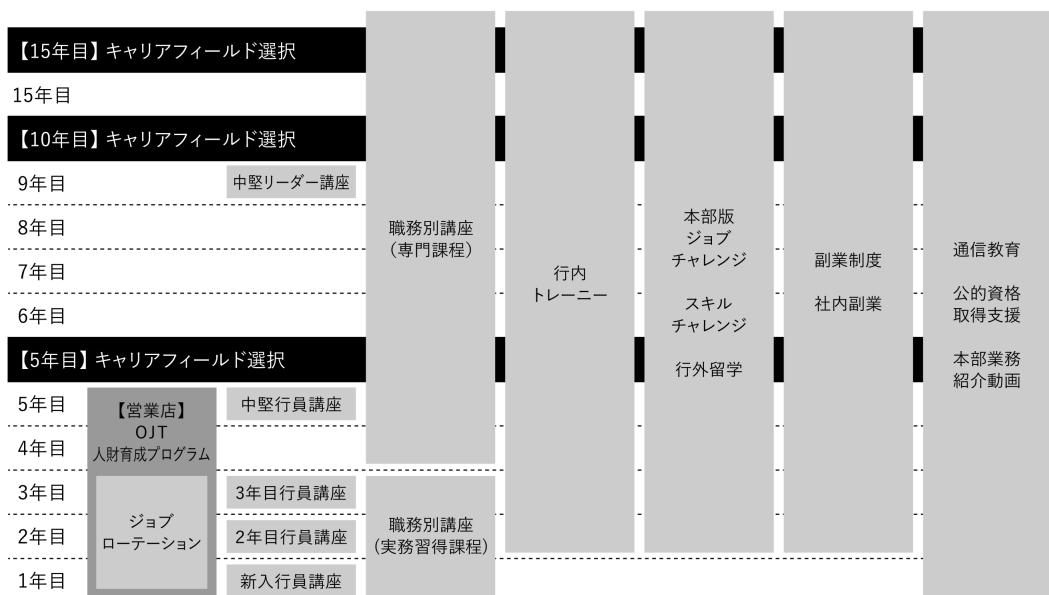 【15年目】キャリアフィールド選択
15年目
【10年目】キャリアフィールド選択
9年目
中堅リーダー講座
8年目
7年目
6年目
【5年目】キャリアフィールド選択
5年目
【営業店】
OJT
人財育成プログラム
中堅行員講座
4年目
3年目
ジョブ
ローテーション
3年目行員講座
2年目
2年目行員講座
1年目
新入行員講座
職務別講座
(専門課程)
職務別講座
(実務習得課程)
行内
トレーニー
本部版
ジョブ
チャレンジ
スキル
チャレンジ
行外留学
副業制度
社内副業
通信教育
公的資格
取得支援
本部業務
紹介動画